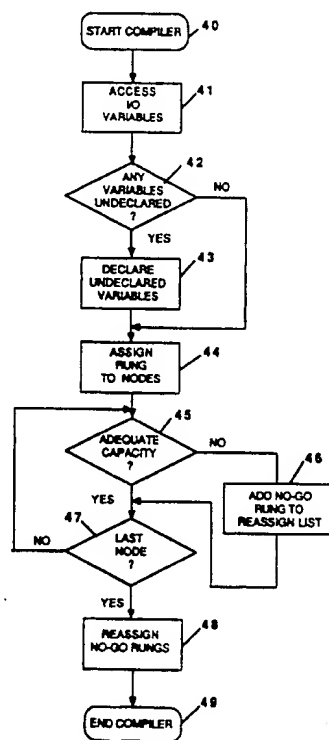 START COMPILER
40
ACCESS
I/O
VARIABLES
41
ANY
VARIABLES
UNDECLARED
?
42
NO
YES
DECLARE
UNDECLARED
VARIABLES
43
ASSIGN
RUNG
TO NODES
44
ADEQUATE
CAPACITY
?
45
NO
YES
ADD NO-GO
RUNG TO
REASSIGN LIST
46
LAST
NODE
?
47
NO
YES
REASSIGN
NO-GO RUNGS
48
END COMPILER
49